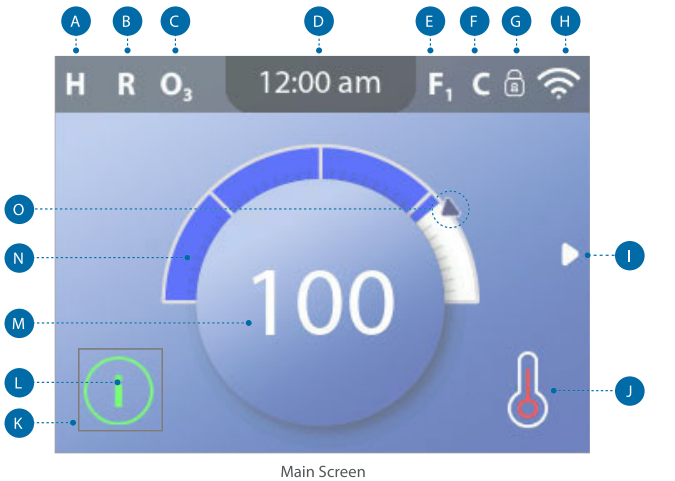 A B C D E F G H
H R O₃ 12:00 am F₁ C
O
N
I
100
M
L
J
K
Main Screen